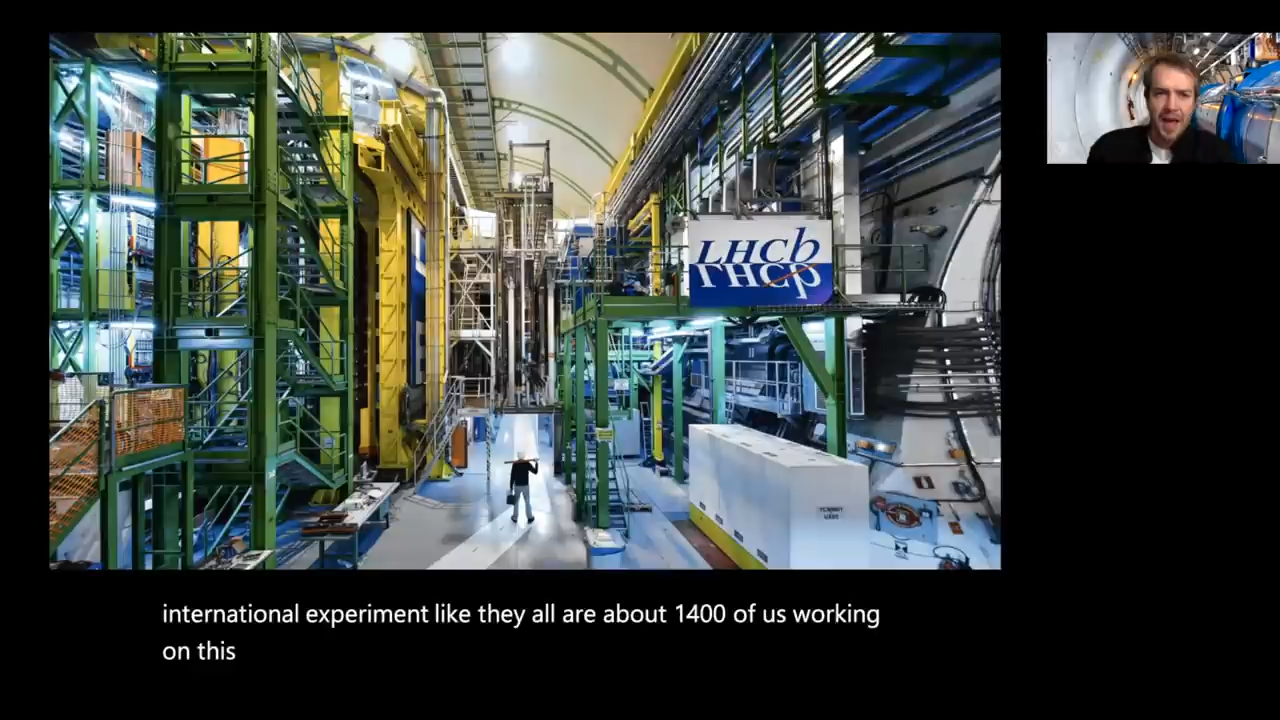 LHCb
LHCb
international experiment like they all are about 1400 of us working
on this